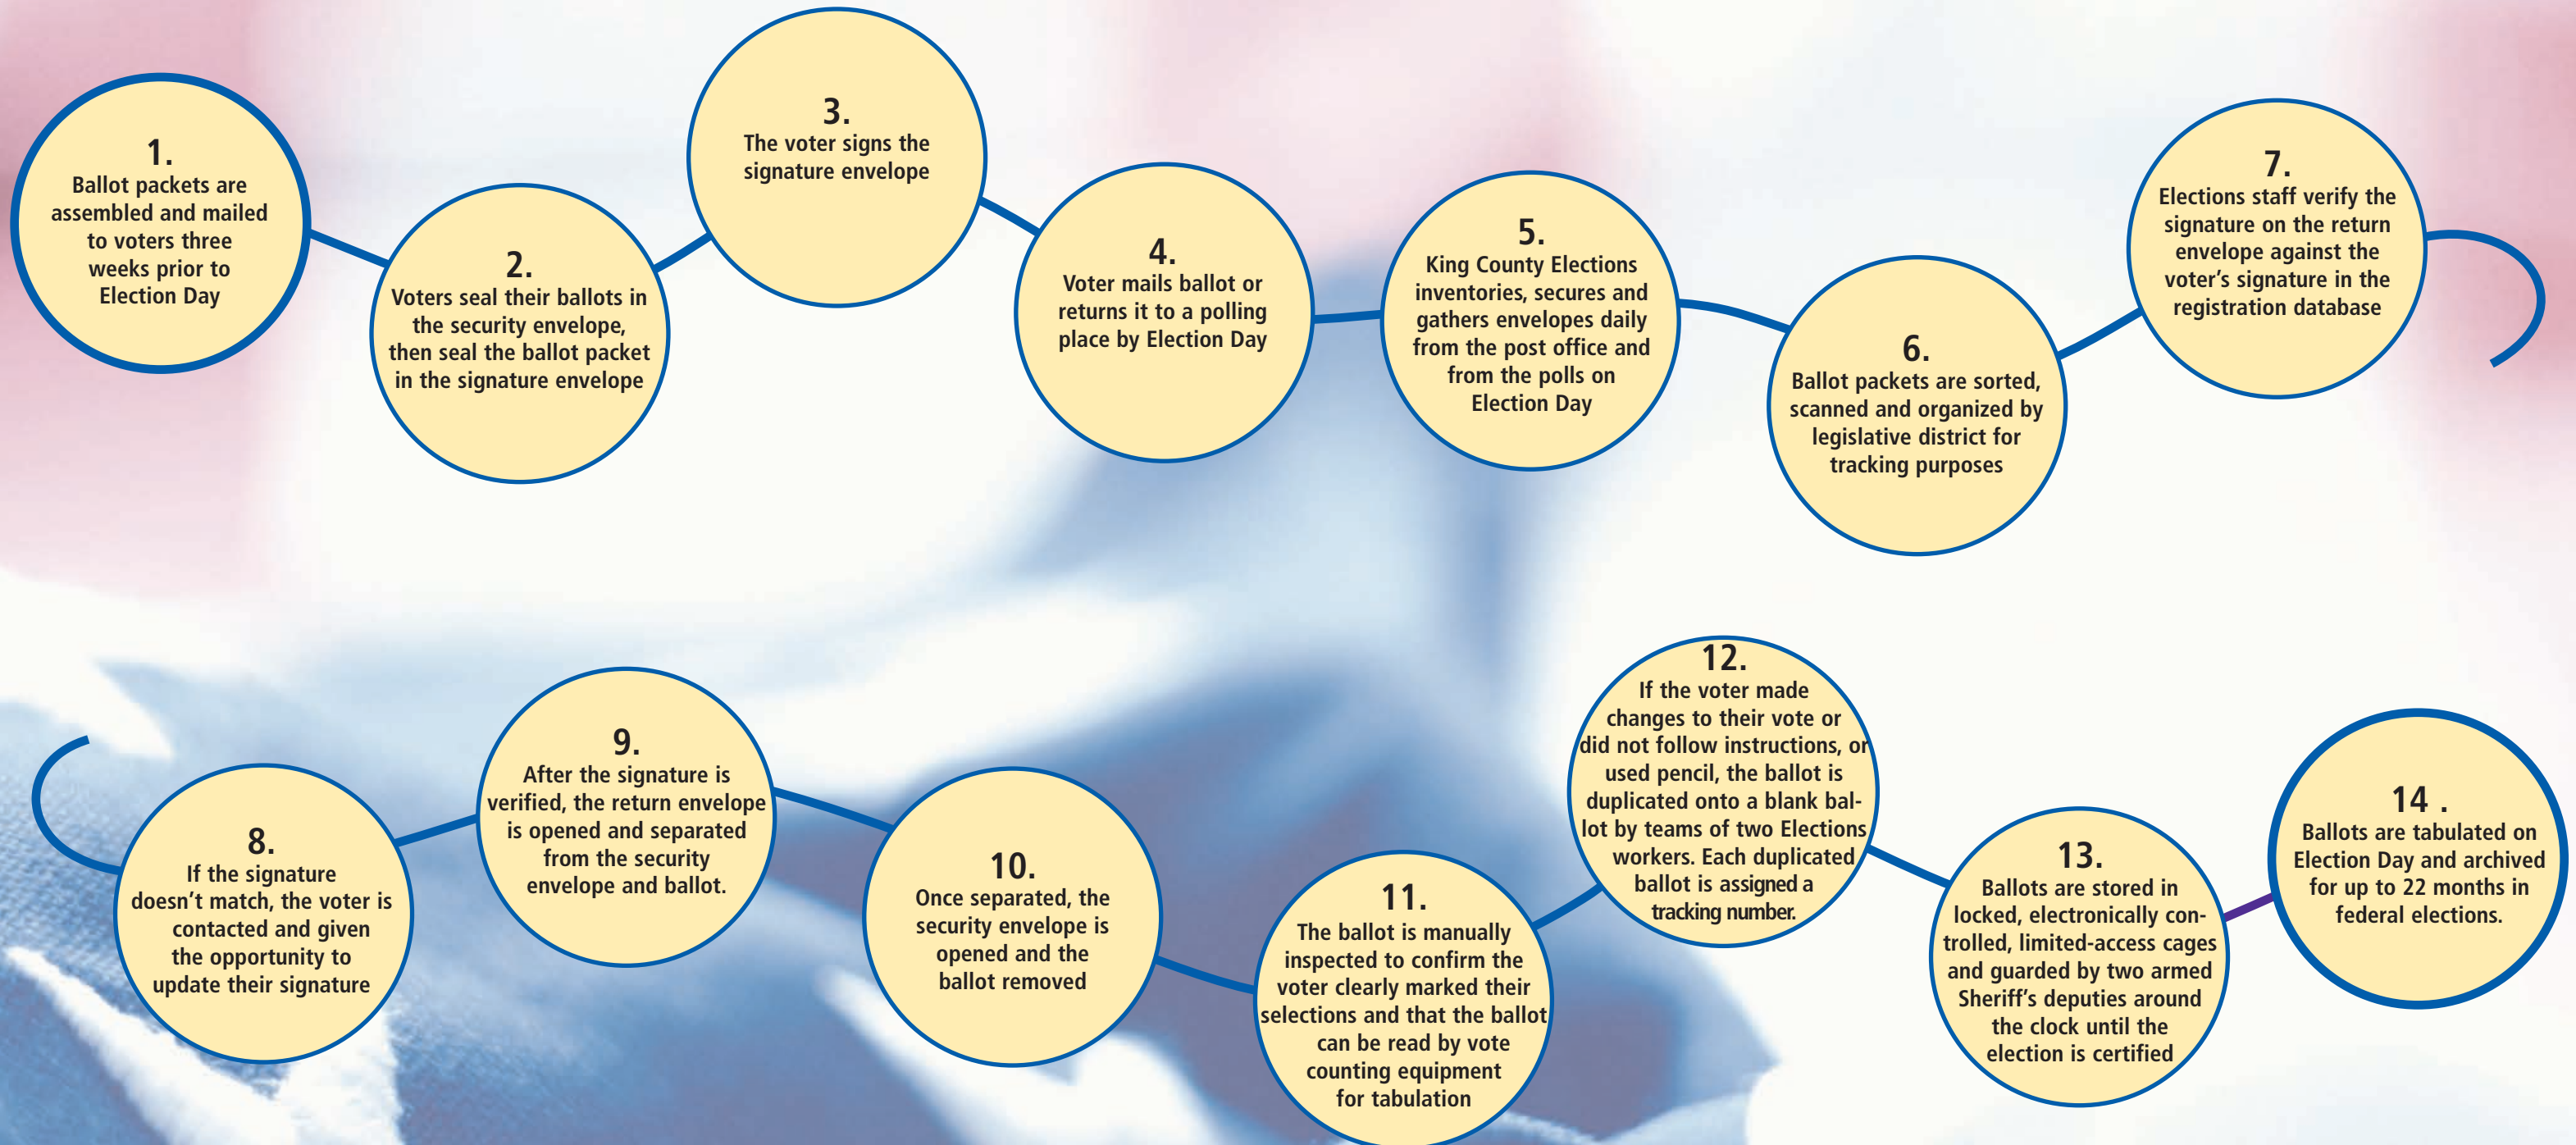 1.
Ballot packets are
assembled and mailed
to voters three
weeks prior to
Election Day
2.
Voters seal their ballots in
the security envelope,
then seal the ballot packet
in the signature envelope
3.
The voter signs the
signature envelope
4.
Voter mails ballot or
returns it to a polling
place by Election Day
5.
King County Elections
inventories, secures and
gathers envelopes daily
from the post office and
from the polls on
Election Day
6.
Ballot packets are sorted,
scanned and organized by
legislative district for
tracking purposes
7.
Elections staff verify the
signature on the return
envelope against the
voter’s signature in the
registration database
8.
If the signature
doesn’t match, the voter is
contacted and given
the opportunity to
update their signature
9.
After the signature is
verified, the return envelope
is opened and separated
from the security
envelope and ballot.
10.
Once separated, the
security envelope is
opened and the
ballot removed
11.
The ballot is manually
inspected to confirm the
voter clearly marked their
selections and that the ballot
can be read by vote
counting equipment
for tabulation
12.
If the voter made
changes to their vote or
did not follow instructions, or
used pencil, the ballot is
duplicated onto a blank bal-
lot by teams of two Elections
workers. Each duplicated
ballot is assigned a
tracking number.
13.
Ballots are stored in
locked, electronically con-
trolled, limited-access cages
and guarded by two armed
Sheriff’s deputies around
the clock until the
election is certified
14 .
Ballots are tabulated on
Election Day and archived
for up to 22 months in
federal elections.